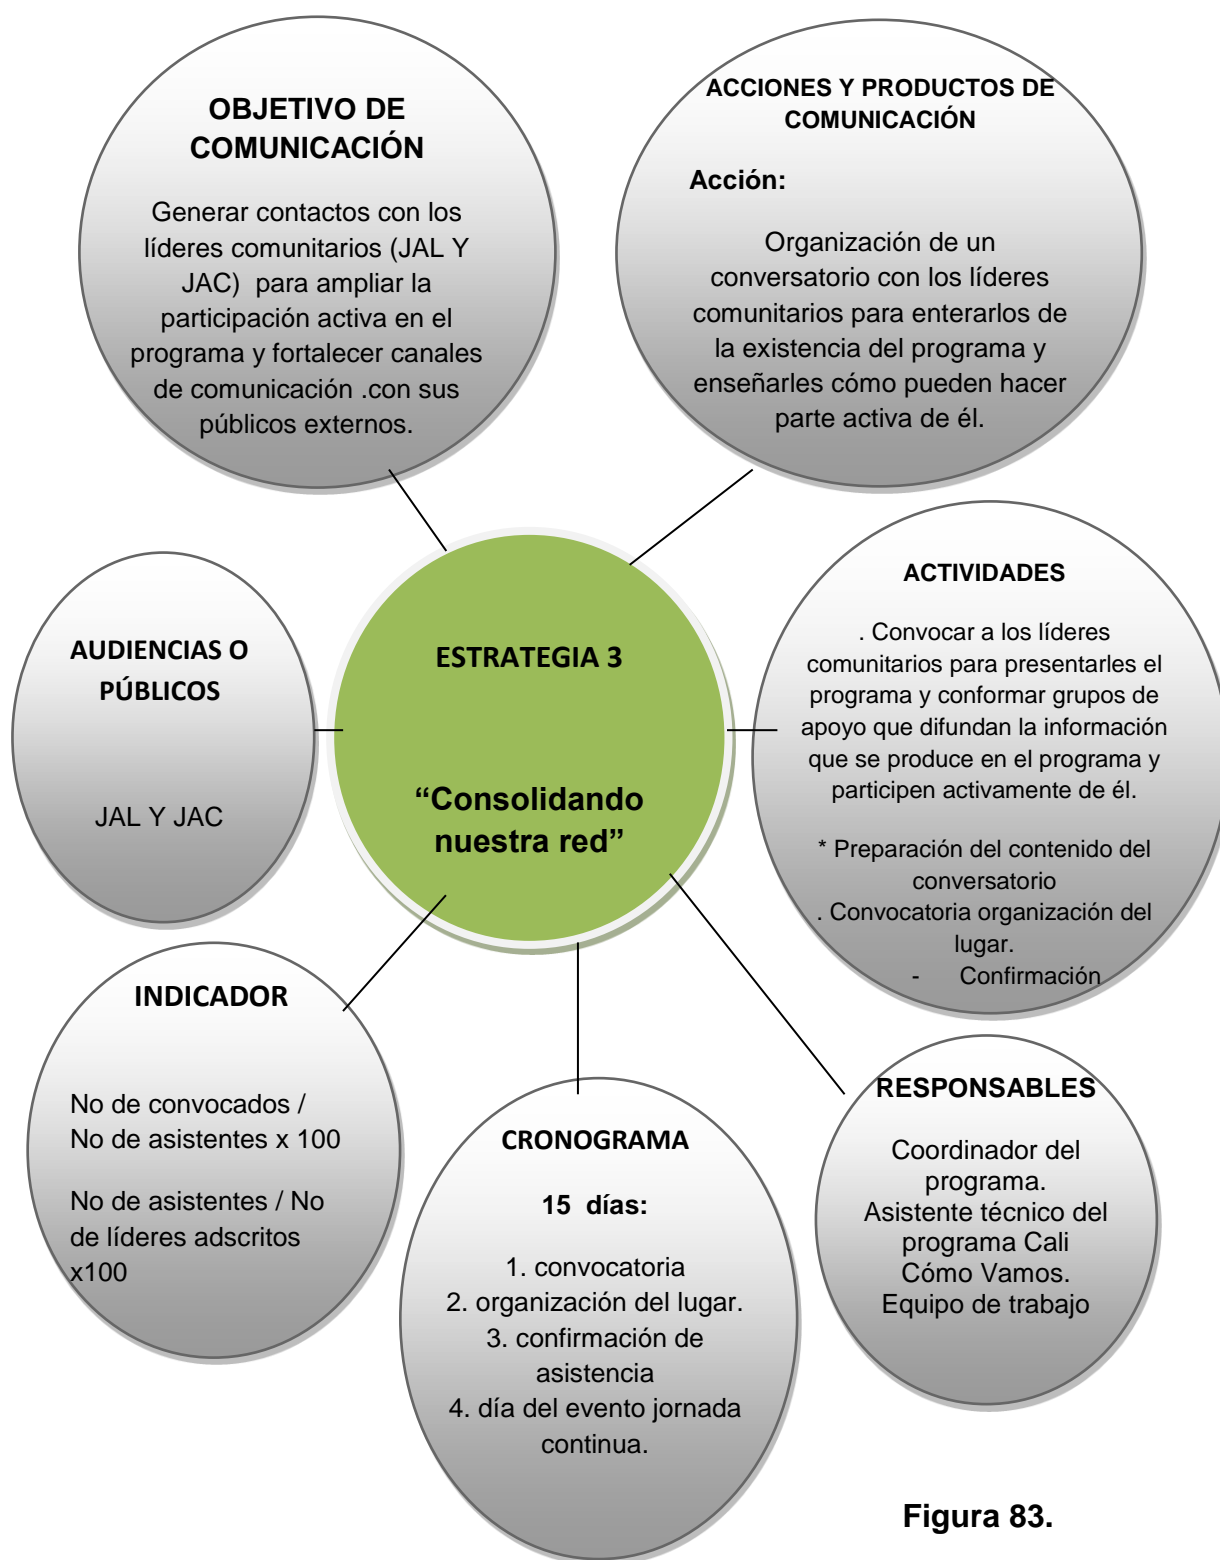 OBJETIVO DE
COMUNICACIÓN
Generar contactos con los
líderes comunitarios (JAL Y
JAC)  para ampliar la
participación activa en el
programa y fortalecer canales
de comunicación .con sus
públicos externos.
ACCIONES Y PRODUCTOS DE
COMUNICACIÓN
Acción:
Organización de un
conversatorio con los líderes
comunitarios para enterarlos de
la existencia del programa y
enseñarles cómo pueden hacer
parte activa de él.
AUDIENCIAS O
PÚBLICOS
JAL Y JAC
ESTRATEGIA 3
“Consolidando
nuestra red”
ACTIVIDADES
. Convocar a los líderes
comunitarios para presentarles el
programa y conformar grupos de
apoyo que difundan la información
que se produce en el programa y
participen activamente de él.
* Preparación del contenido del
conversatorio
. Convocatoria organización del
lugar.
- Confirmación
INDICADOR
No de convocados /
No de asistentes x 100
No de asistentes / No
de líderes adscritos
x100
CRONOGRAMA
15  días:
1. convocatoria
2. organización del lugar.
3. confirmación de
asistencia
4. día del evento jornada
continua.
RESPONSABLES
Coordinador del
programa.
Asistente técnico del
programa Cali
Cómo Vamos.
Equipo de trabajo
Figura 83.